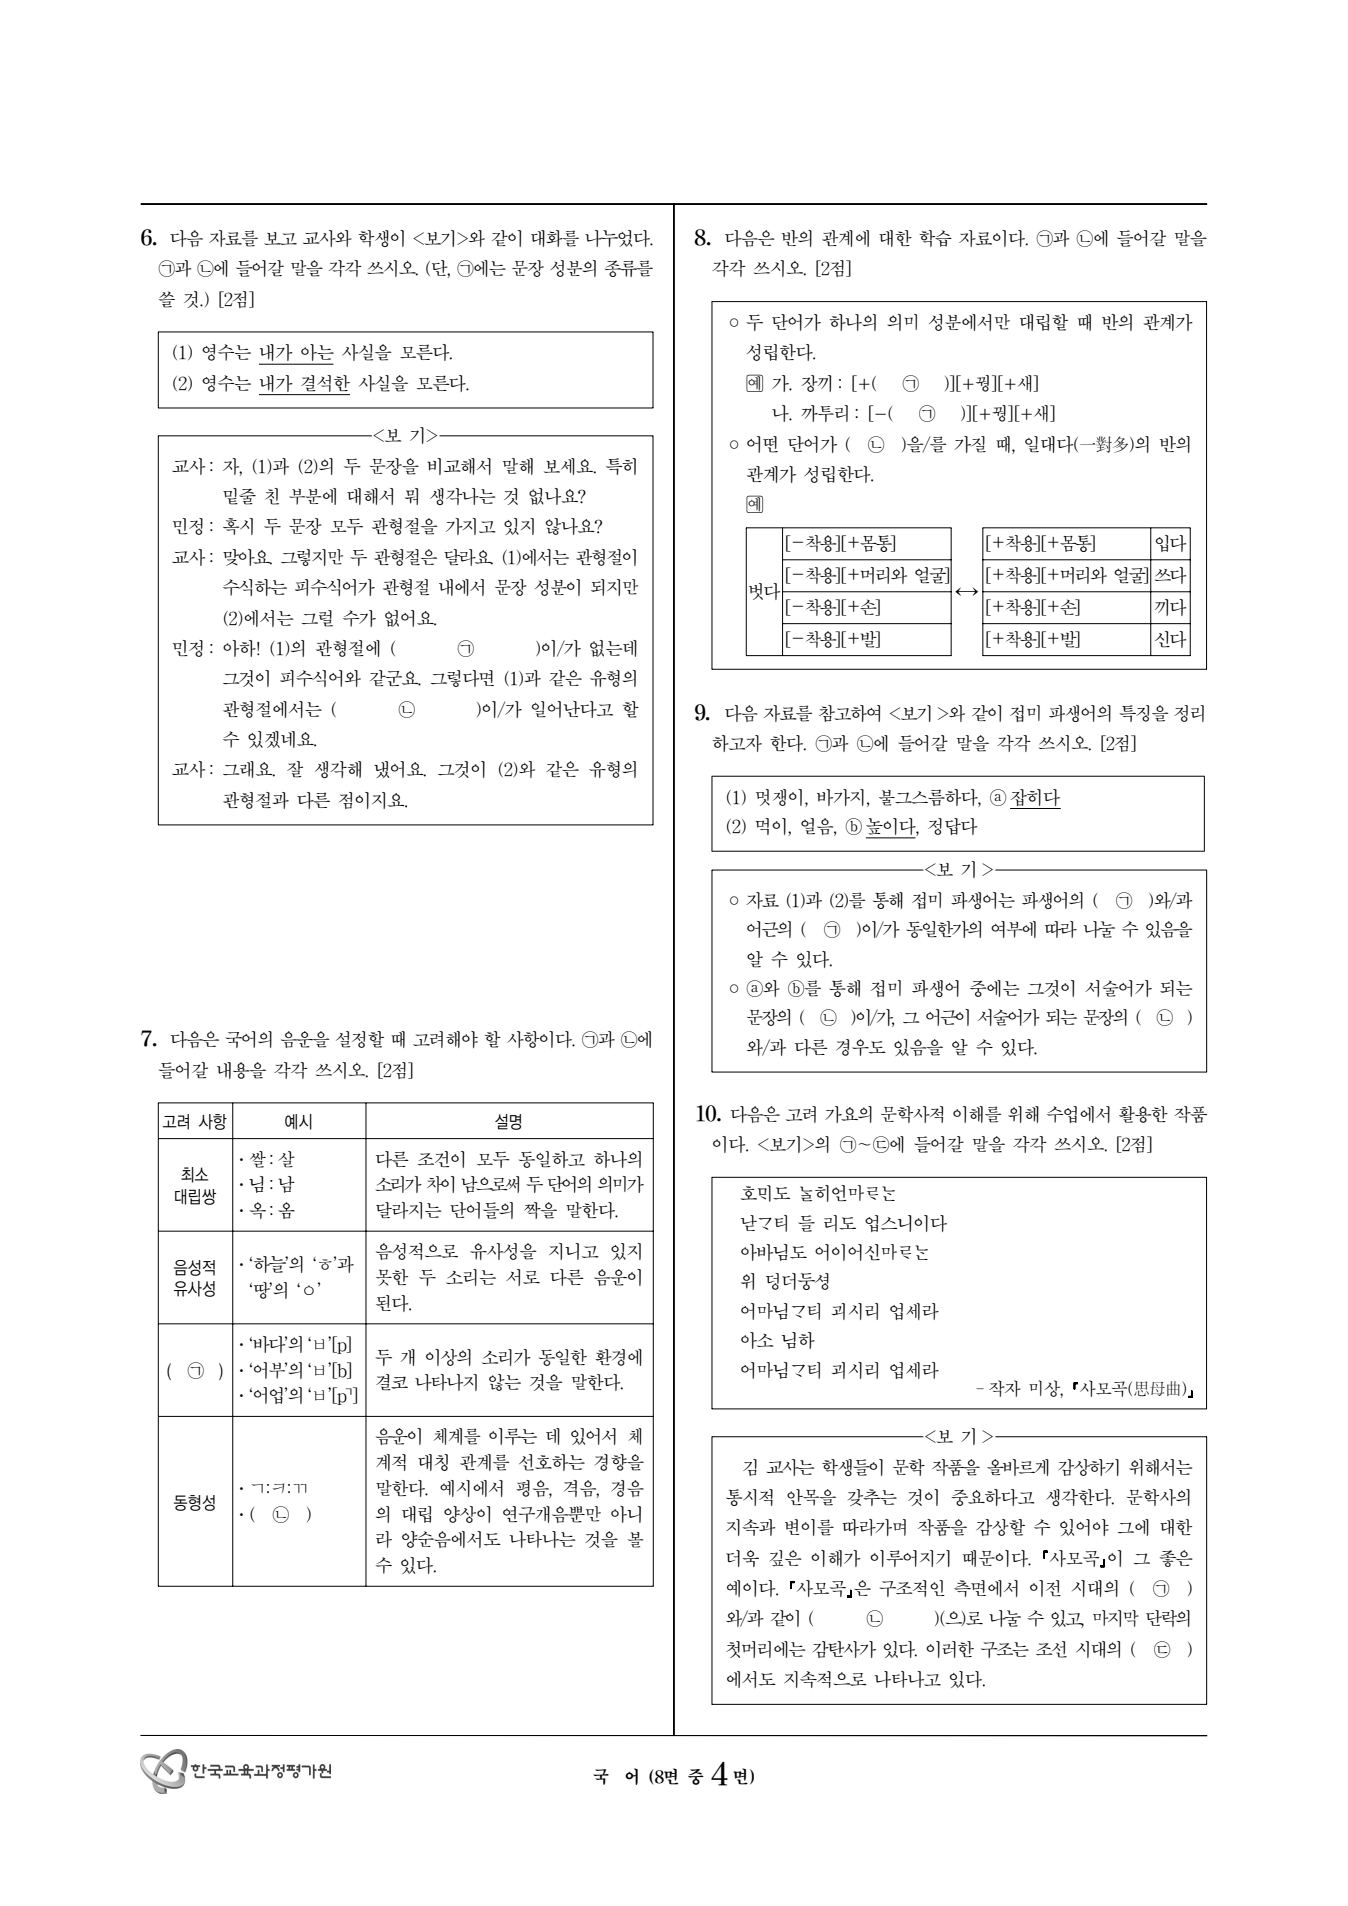 6. 다음 자료를 보고 교사와 학생이 <보기>와 같이 대화를 나누었다.
㉠과 ㉡에 들어갈 말을 각각 쓰시오. (단, ㉠에는 문장 성분의 종류를
쓸 것.) [2점]
(1) 영수는 내가 아는 사실을 모른다.
(2) 영수는 내가 결석한 사실을 모른다.
<보 기>
교사 : 자, (1)과 (2)의 두 문장을 비교해서 말해 보세요. 특히
밑줄 친 부분에 대해서 뭐 생각나는 것 없나요?
민정 : 혹시 두 문장 모두 관형절을 가지고 있지 않나요?
교사 : 맞아요. 그렇지만 두 관형절은 달라요. (1)에서는 관형절이
수식하는 피수식어가 관형절 내에서 문장 성분이 되지만
(2)에서는 그럴 수가 없어요.
민정 : 아하! (1)의 관형절에 ( ㉠ )이/가 없는데
그것이 피수식어와 같군요. 그렇다면 (1)과 같은 유형의
관형절에서는 ( ㉡ )이/가 일어난다고 할
수 있겠네요.
교사 : 그래요. 잘 생각해 냈어요. 그것이 (2)와 같은 유형의
관형절과 다른 점이지요.
7. 다음은 국어의 음운을 설정할 때 고려해야 할 사항이다. ㉠과 ㉡에
들어갈 내용을 각각 쓰시오. [2점]
고려 사항 예시 설명
최소
대립쌍
· 쌀 : 살
· 님 : 남
· 옥 : 옴
다른 조건이 모두 동일하고 하나의
소리가 차이 남으로써 두 단어의 의미가
달라지는 단어들의 짝을 말한다.
음성적
유사성
· ‘하늘’의 ‘ㅎ’과
‘땅’의 ‘ㅇ’
음성적으로 유사성을 지니고 있지
못한 두 소리는 서로 다른 음운이
된다.
( ㉠ )
· ‘바다’의 ‘ㅂ’[p]
· ‘어부’의 ‘ㅂ’[b]
· ‘어업’의 ‘ㅂ’[p̚]
두 개 이상의 소리가 동일한 환경에
결코 나타나지 않는 것을 말한다.
동형성
· ㄱ:ㅋ:ㄲ
· ( ㉡ )
음운이 체계를 이루는 데 있어서 체
계적 대칭 관계를 선호하는 경향을
말한다. 예시에서 평음, 격음, 경음
의 대립 양상이 연구개음뿐만 아니
라 양순음에서도 나타나는 것을 볼
수 있다.
8. 다음은 반의 관계에 대한 학습 자료이다. ㉠과 ㉡에 들어갈 말을
각각 쓰시오. [2점]
○ 두 단어가 하나의 의미 성분에서만 대립할 때 반의 관계가
성립한다.
예 가. 장끼 : [+( ㉠ )][+꿩][+새]
나. 까투리 : [-( ㉠ )][+꿩][+새]
○ 어떤 단어가 ( ㉡ )을/를 가질 때, 일대다(一對多)의 반의
관계가 성립한다.
예
벗다 ↔
[-착용][+몸통] [+착용][+몸통] 입다
[-착용][+머리와 얼굴] [+착용][+머리와 얼굴] 쓰다
[-착용][+손] [+착용][+손] 끼다
[-착용][+발] [+착용][+발] 신다
9. 다음 자료를 참고하여 <보기>와 같이 접미 파생어의 특징을 정리
하고자 한다. ㉠과 ㉡에 들어갈 말을 각각 쓰시오. [2점]
(1) 멋쟁이, 바가지, 불그스름하다, ⓐ 잡히다
(2) 먹이, 얼음, ⓑ 높이다, 정답다
<보 기>
○ 자료 (1)과 (2)를 통해 접미 파생어는 파생어의 ( ㉠ )와/과
어근의 ( ㉠ )이/가 동일한가의 여부에 따라 나눌 수 있음을
알 수 있다.
○ ⓐ와 ⓑ를 통해 접미 파생어 중에는 그것이 서술어가 되는
문장의 ( ㉡ )이/가, 그 어근이 서술어가 되는 문장의 ( ㉡ )
와/과 다른 경우도 있음을 알 수 있다.
10. 다음은 고려 가요의 문학사적 이해를 위해 수업에서 활용한 작품
이다. <보기>의 ㉠~㉢에 들어갈 말을 각각 쓰시오. [2점]
호미도 ᄂᆞᆯ히언마ᄅᆞᄂᆞᆫ
낟ᄀᆞ티 들 리도 업스니이다
아바님도 어이어신마ᄅᆞᄂᆞᆫ
위 덩더둥셩
어마님ᄀᆞ티 괴시리 업세라
아소 님하
어마님ᄀᆞ티 괴시리 업세라
- 작자 미상, 『사모곡(思母曲)』
<보 기>
김 교사는 학생들이 문학 작품을 올바르게 감상하기 위해서는
통시적 안목을 갖추는 것이 중요하다고 생각한다. 문학사의
지속과 변이를 따라가며 작품을 감상할 수 있어야 그에 대한
더욱 깊은 이해가 이루어지기 때문이다. 『사모곡』이 그 좋은
예이다. 『사모곡』은 구조적인 측면에서 이전 시대의 ( ㉠ )
와/과 같이 ( ㉡ )(으)로 나눌 수 있고, 마지막 단락의
첫머리에는 감탄사가 있다. 이러한 구조는 조선 시대의 ( ㉢ )
에서도 지속적으로 나타나고 있다.
한국교육과정평가원
국 어 (8면 중 4 면)